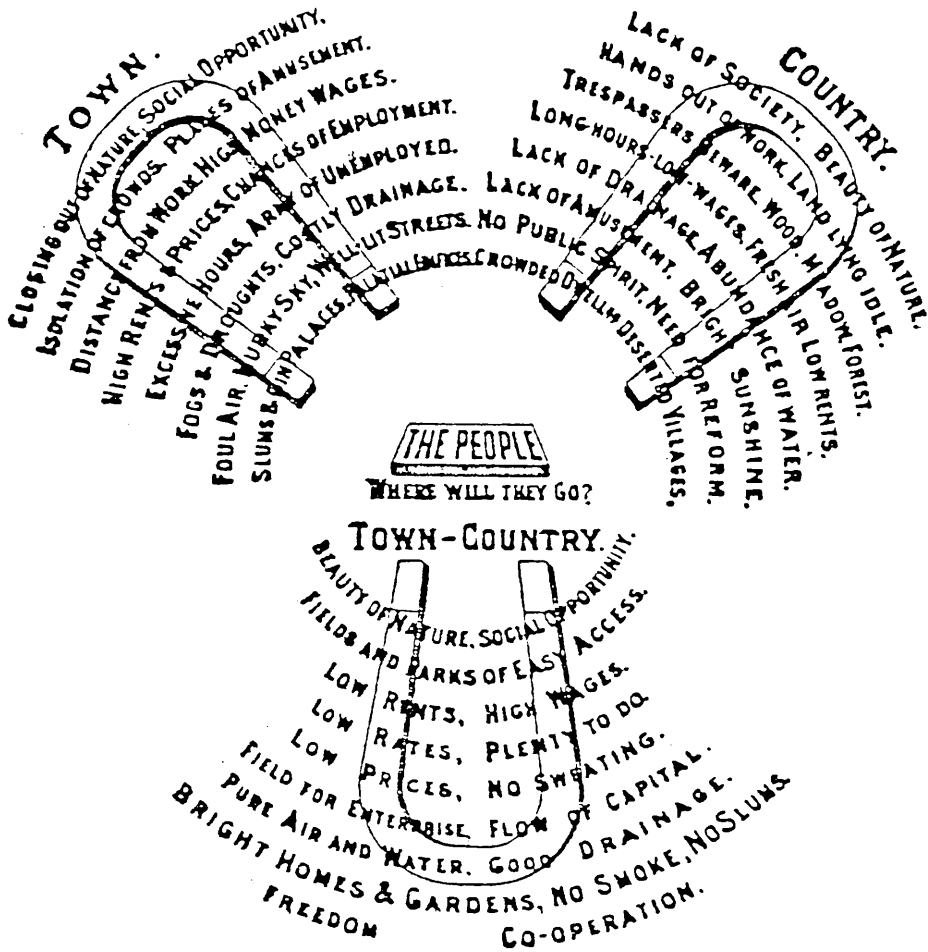 TOWN.
CLOSING OUT OF NATURE. SOCIAL OPPORTUNITY.
ISOLATION OF CROWDS. PLACES OF AMUSEMENT.
DISTANCE FROM WORK. HIGH MONEY WAGES.
HIGH RENTS & PRICES. CHANCES OF EMPLOYMENT.
EXCESSIVE HOURS. ARMY OF UNEMPLOYED.
FOGS & DROUGHTS. COSTLY DRAINAGE.
FOUL AIR. MURKY SKY. WELL-LIT STREETS.
SLUMS & GIN PALACES. PALATIAL EDIFICES.
COUNTRY.
LACK OF SOCIETY. BEAUTY OF NATURE.
HANDS OUT OF WORK. LAND LYING IDLE.
TRESPASSERS BEWARE. WOOD, MEADOW, FOREST.
LONG HOURS-LOW WAGES. FRESH AIR LOW RENTS.
LACK OF DRAINAGE. ABUNDANCE OF WATER.
LACK OF AMUSEMENT. BRIGHT SUNSHINE.
NO PUBLIC SPIRIT. NEED FOR REFORM.
CROWDED DESERTED VILLAGES.
THE PEOPLE
WHERE WILL THEY GO?
TOWN-COUNTRY.
BEAUTY OF NATURE. SOCIAL OPPORTUNITY.
FIELDS AND PARKS OF EASY ACCESS.
LOW RENTS, HIGH WAGES.
LOW RATES, PLENTY TO DO.
LOW PRICES, NO SWEATING.
FIELD FOR ENTERPRISE, FLOW OF CAPITAL.
PURE AIR AND WATER. GOOD DRAINAGE.
BRIGHT HOMES & GARDENS, NO SMOKE, NO SLUMS.
FREEDOM CO-OPERATION.